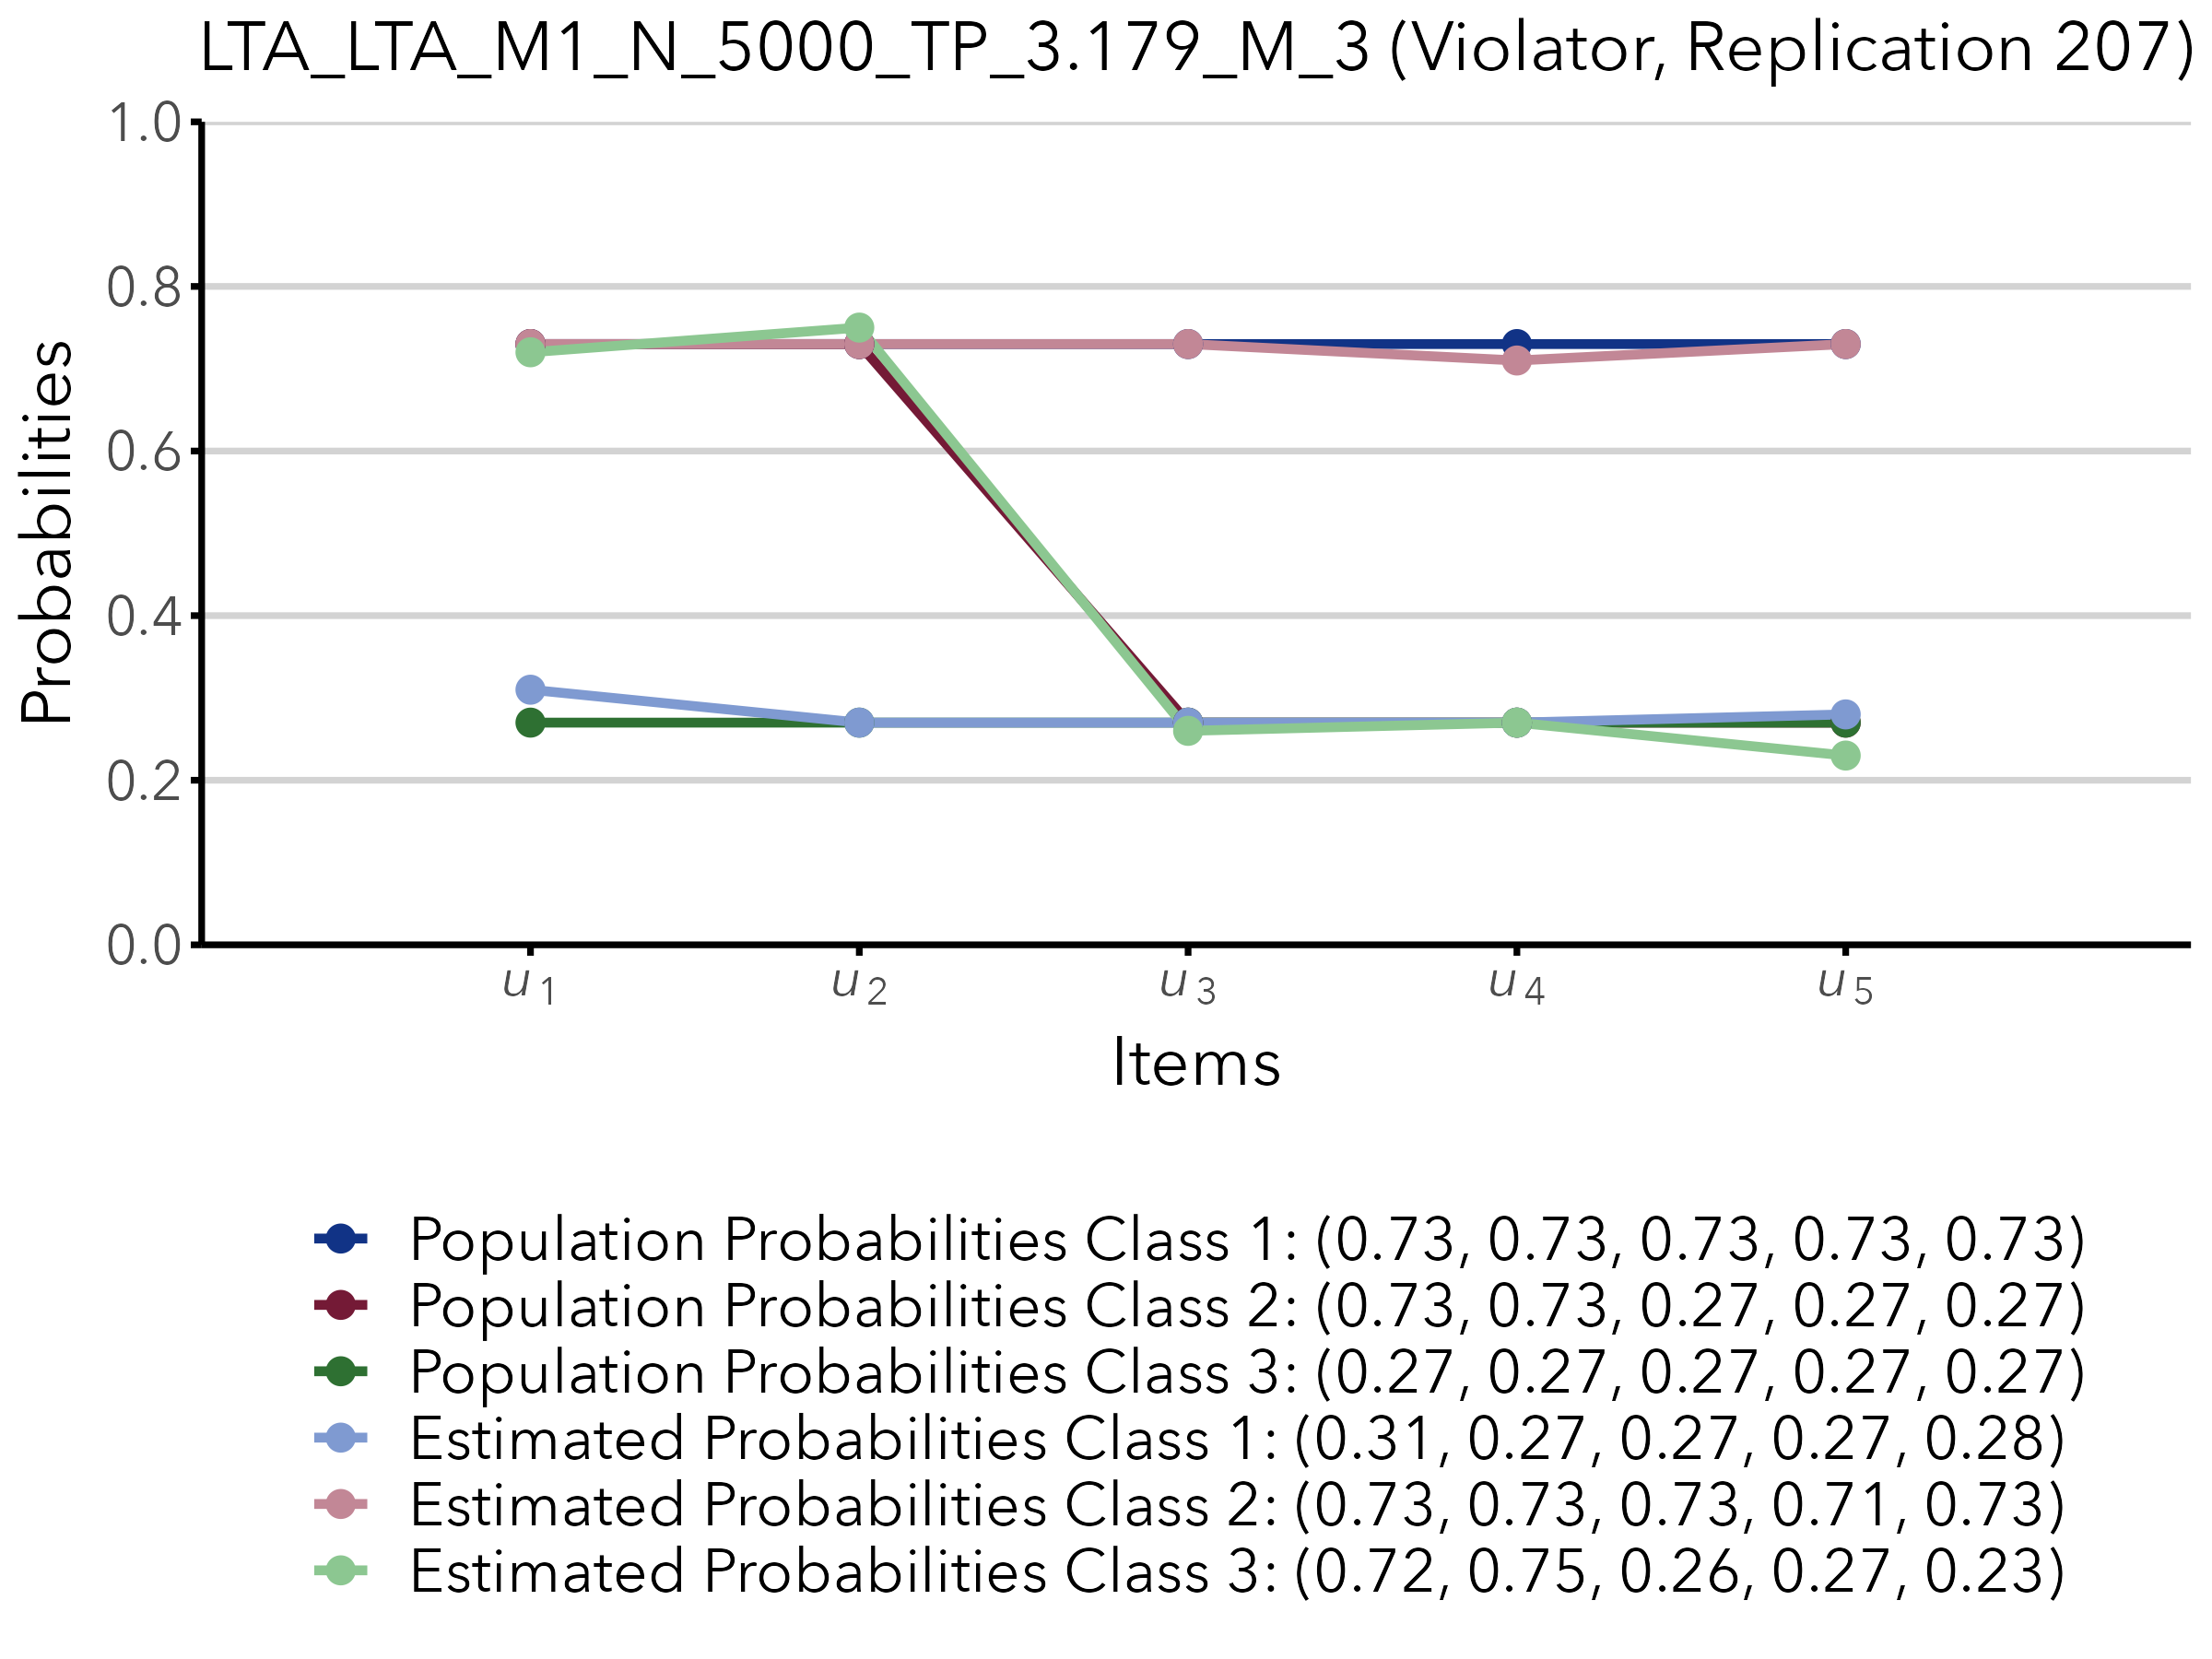 LTA_LTA_M1_N_5000_TP_3.179_M_3 (Violator, Replication 207)
1.0
0.8
0.6
0.4
0.2
0.0
Probabilities
u1 u2 u3 u4 u5
Items
Population Probabilities Class 1: (0.73, 0.73, 0.73, 0.73, 0.73)
Population Probabilities Class 2: (0.73, 0.73, 0.27, 0.27, 0.27)
Population Probabilities Class 3: (0.27, 0.27, 0.27, 0.27, 0.27)
Estimated Probabilities Class 1: (0.31, 0.27, 0.27, 0.27, 0.28)
Estimated Probabilities Class 2: (0.73, 0.73, 0.73, 0.71, 0.73)
Estimated Probabilities Class 3: (0.72, 0.75, 0.26, 0.27, 0.23)